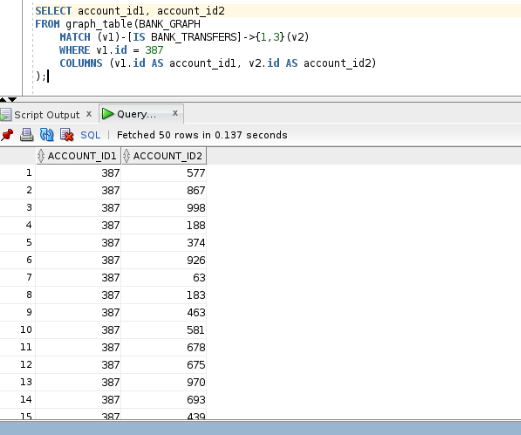 SELECT account_id1, account_id2
FROM graph_table(BANK_GRAPH
MATCH (v1)-[IS BANK_TRANSFERS]->{1,3}(v2)
WHERE v1.id = 387
COLUMNS (v1.id AS account_id1, v2.id AS account_id2)
);
Script Output x Query... x
SQL | Fetched 50 rows in 0.137 seconds
ACCOUNT_ID1 ACCOUNT_ID2
1 387 577
2 387 867
3 387 998
4 387 188
5 387 374
6 387 926
7 387 63
8 387 183
9 387 463
10 387 581
11 387 678
12 387 675
13 387 970
14 387 693
15 387 439